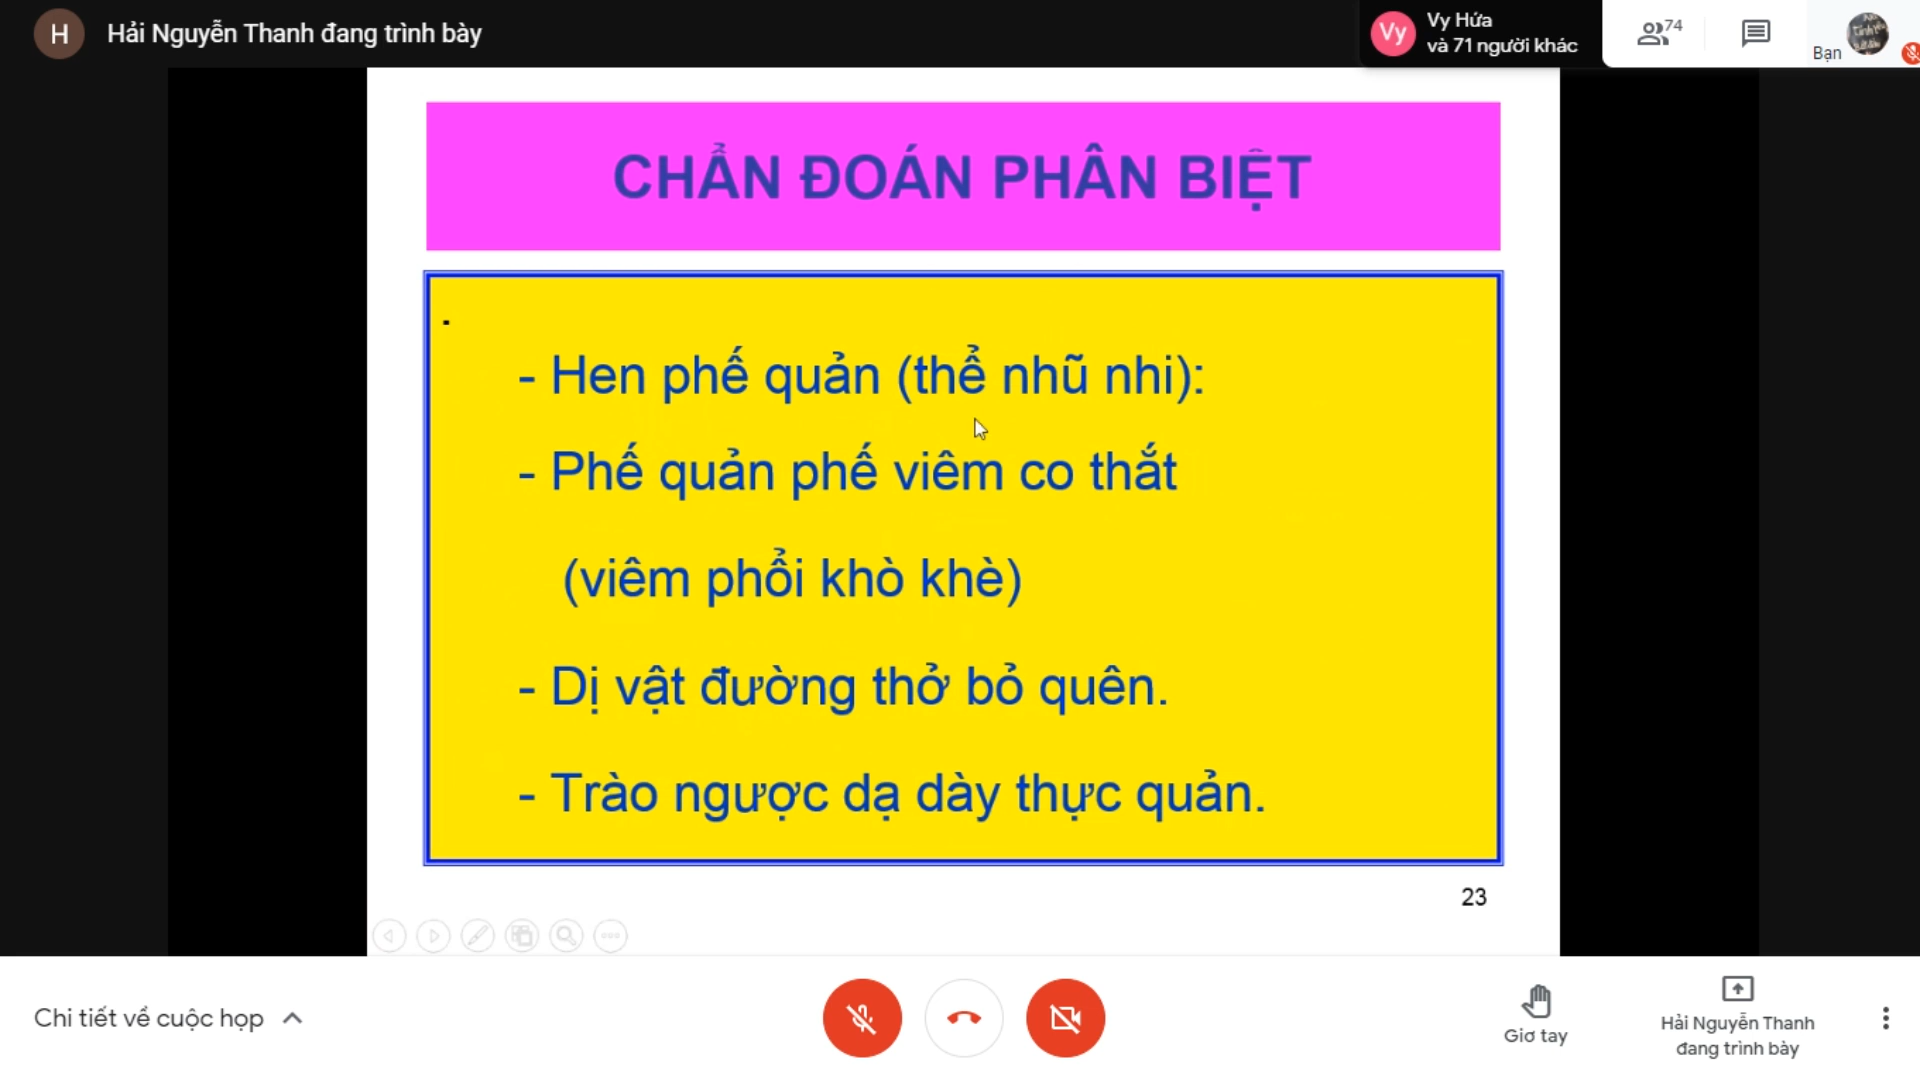 H
Hải Nguyễn Thanh đang trình bày
Vy
Vy Hứa
và 71 người khác
74
Bạn
CHẨN ĐOÁN PHÂN BIỆT
.
- Hen phế quản (thể nhũ nhi):
- Phế quản phế viêm co thắt
(viêm phổi khò khè)
- Dị vật đường thở bỏ quên.
- Trào ngược dạ dày thực quản.
23
Chi tiết về cuộc họp
Giơ tay
Hải Nguyễn Thanh
đang trình bày